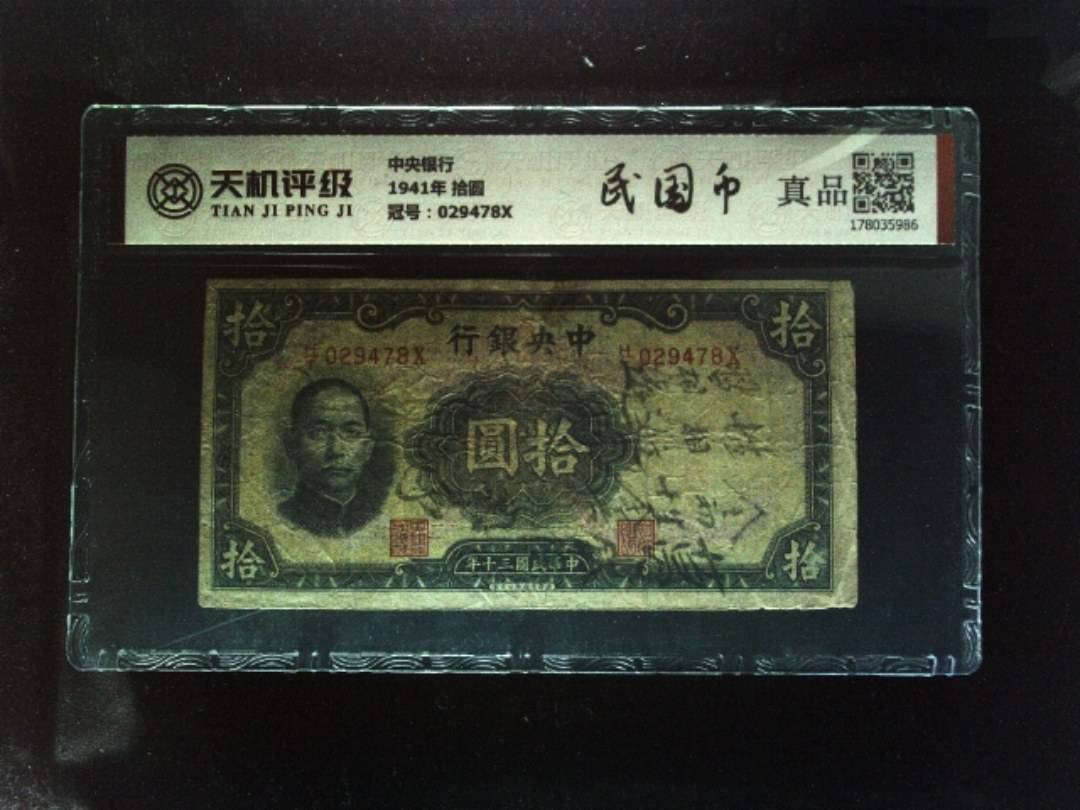 天机评级
TIAN JI PING JI
中央银行
1941年 拾圆
冠号：029478X
民国币
真品
178035986
拾
拾
行銀央中
029478X
029478X
圓拾
拾
年十三國民華中
拾